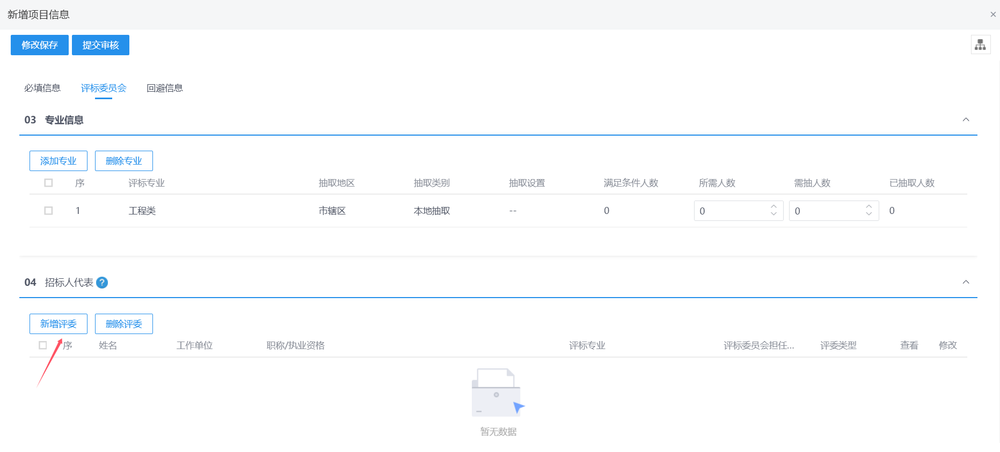 新增项目信息
修改保存 提交审核
必填信息 评标委员会 回避信息
03 专业信息
添加专业 删除专业
序 评标专业 抽取地区 抽取类别 抽取设置 满足条件人数 所需人数 需抽人数 已抽取人数
1 工程类 市辖区 本地抽取 -- 0 0 0 0
04 招标人代表 ?
新增评委 删除评委
序 姓名 工作单位 职称/执业资格 评标专业 评标委员会担任... 评委类型 查看 修改
暂无数据